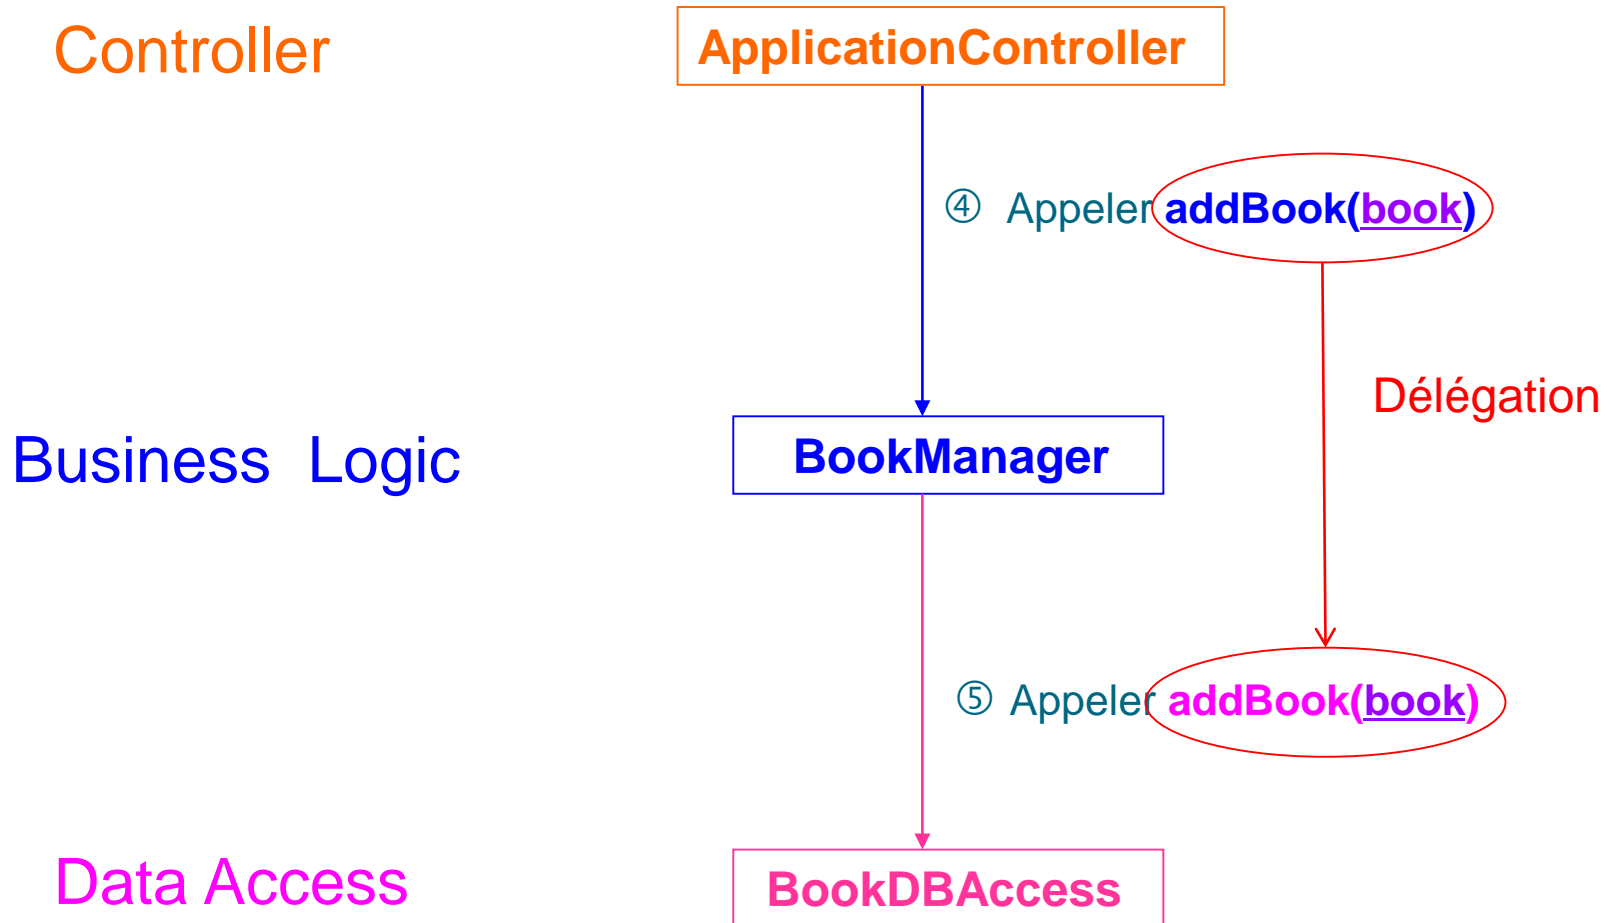 Controller
ApplicationController
④ Appeler addBook(book)
Délégation
Business Logic
BookManager
⑤ Appeler addBook(book)
Data Access
BookDBAccess